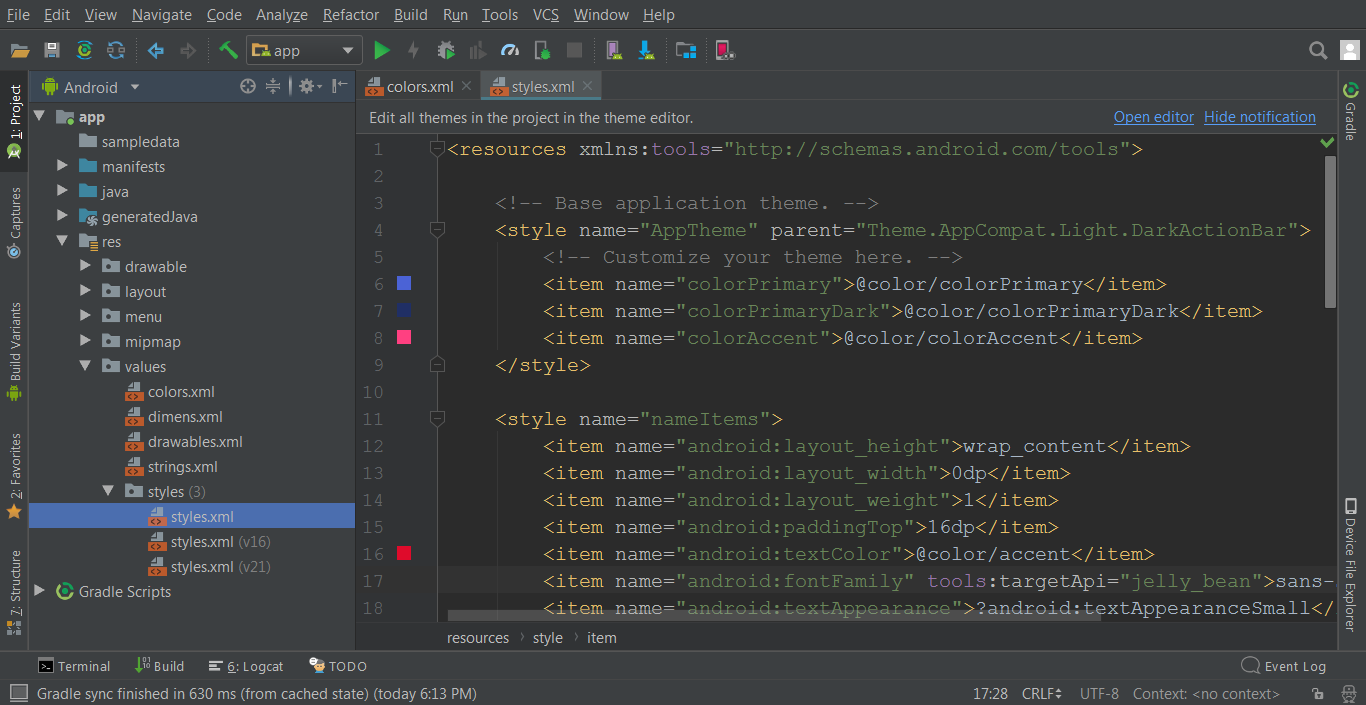 File Edit View Navigate Code Analyze Refactor Build Run Tools VCS Window Help
app
Android
colors.xml
styles.xml
Edit all themes in the project in the theme editor.
Open editor Hide notification
1: Project
Captures
Build Variants
2: Favorites
7: Structure
app
sampledata
manifests
java
generatedJava
res
drawable
layout
menu
mipmap
values
colors.xml
dimens.xml
drawables.xml
strings.xml
styles (3)
styles.xml
styles.xml (v16)
styles.xml (v21)
Gradle Scripts
1 <resources xmlns:tools="http://schemas.android.com/tools">
2
3 <!-- Base application theme. -->
4 <style name="AppTheme" parent="Theme.AppCompat.Light.DarkActionBar">
5 <!-- Customize your theme here. -->
6 <item name="colorPrimary">@color/colorPrimary</item>
7 <item name="colorPrimaryDark">@color/colorPrimaryDark</item>
8 <item name="colorAccent">@color/colorAccent</item>
9 </style>
10
11 <style name="nameItems">
12 <item name="android:layout_height">wrap_content</item>
13 <item name="android:layout_width">0dp</item>
14 <item name="android:layout_weight">1</item>
15 <item name="android:paddingTop">16dp</item>
16 <item name="android:textColor">@color/accent</item>
17 <item name="android:fontFamily" tools:targetApi="jelly_bean">sans-
18 <item name="android:textAppearance">?android:textAppearanceSmall</
resources › style › item
Gradle
Device File Explorer
Terminal
Build
6: Logcat
TODO
Event Log
Gradle sync finished in 630 ms (from cached state) (today 6:13 PM)
17:28 CRLF UTF-8 Context: <no context>